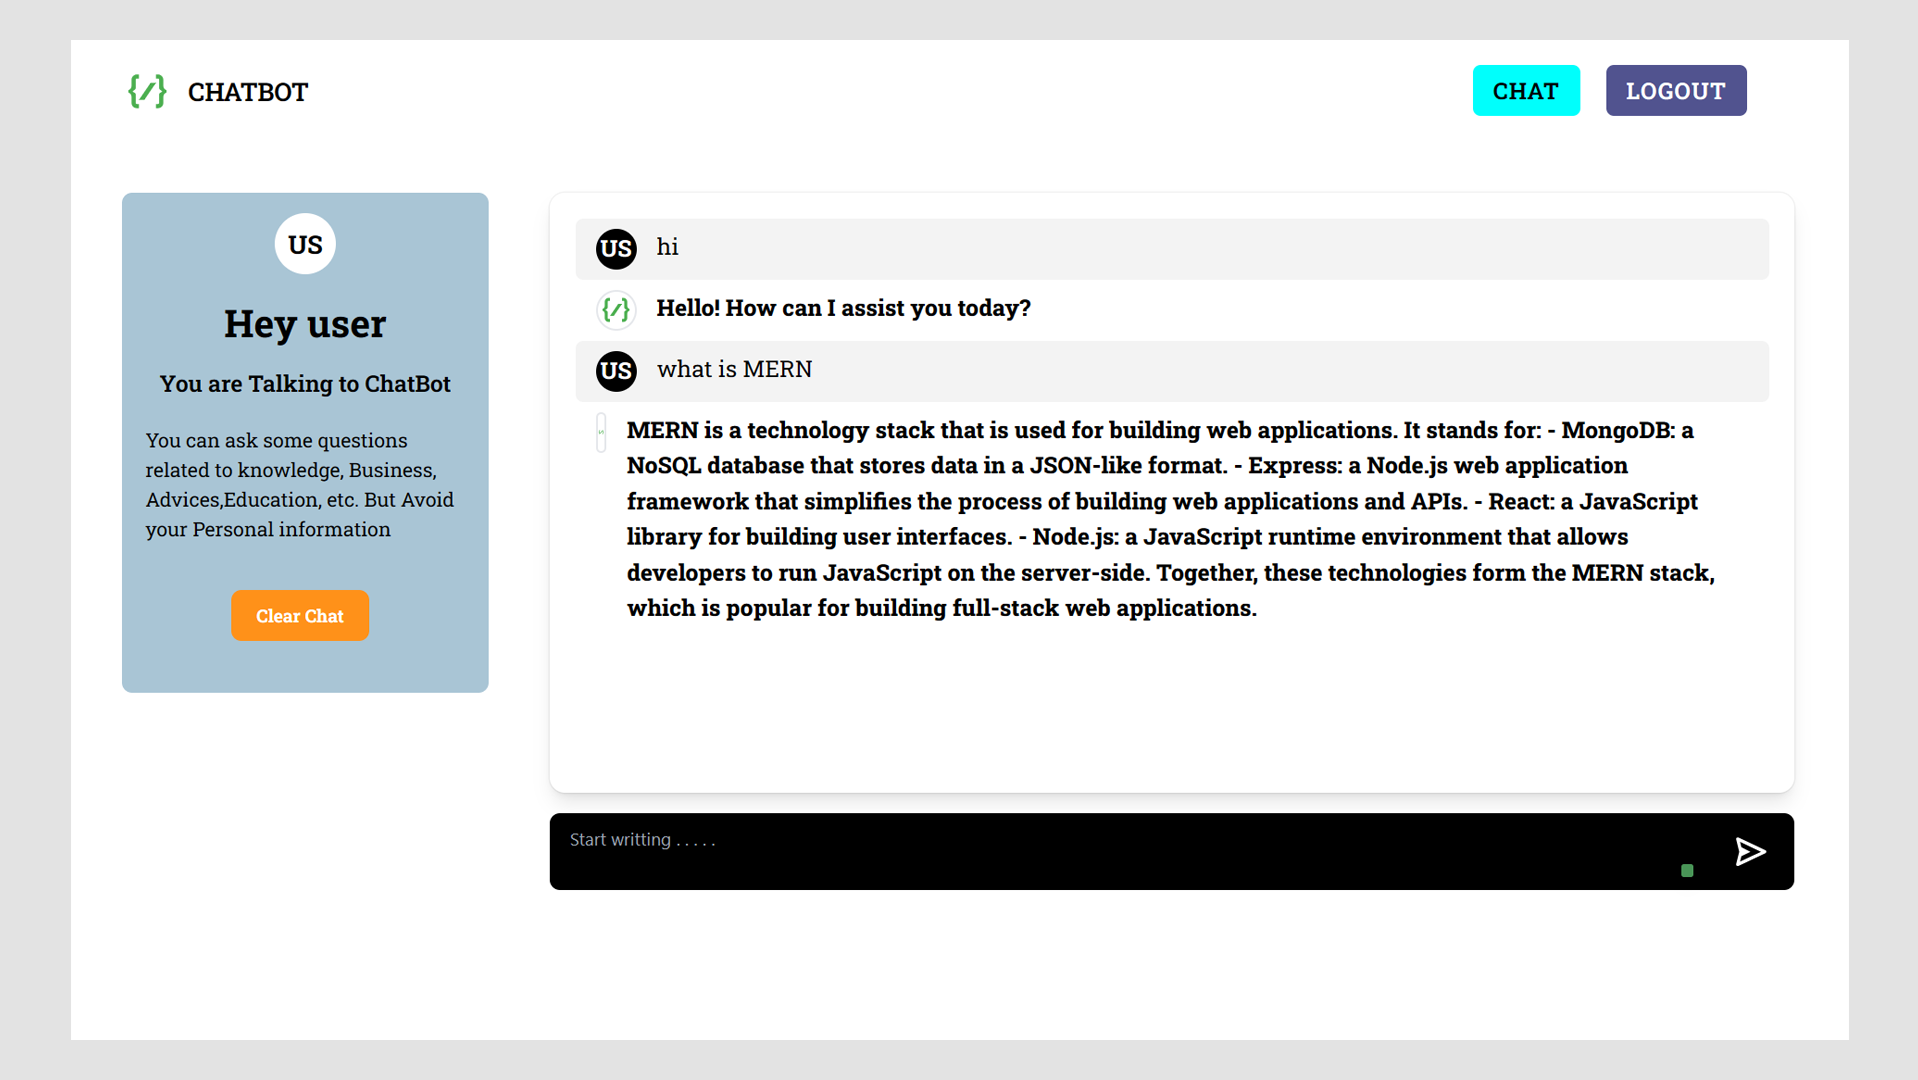 {/} CHATBOT
CHAT
LOGOUT
US
Hey user
You are Talking to ChatBot
You can ask some questions
related to knowledge, Business,
Advices,Education, etc. But Avoid
your Personal information
Clear Chat
US hi
{/} Hello! How can I assist you today?
US what is MERN
MERN is a technology stack that is used for building web applications. It stands for: - MongoDB: a
NoSQL database that stores data in a JSON-like format. - Express: a Node.js web application
framework that simplifies the process of building web applications and APIs. - React: a JavaScript
library for building user interfaces. - Node.js: a JavaScript runtime environment that allows
developers to run JavaScript on the server-side. Together, these technologies form the MERN stack,
which is popular for building full-stack web applications.
Start writting . . . . .